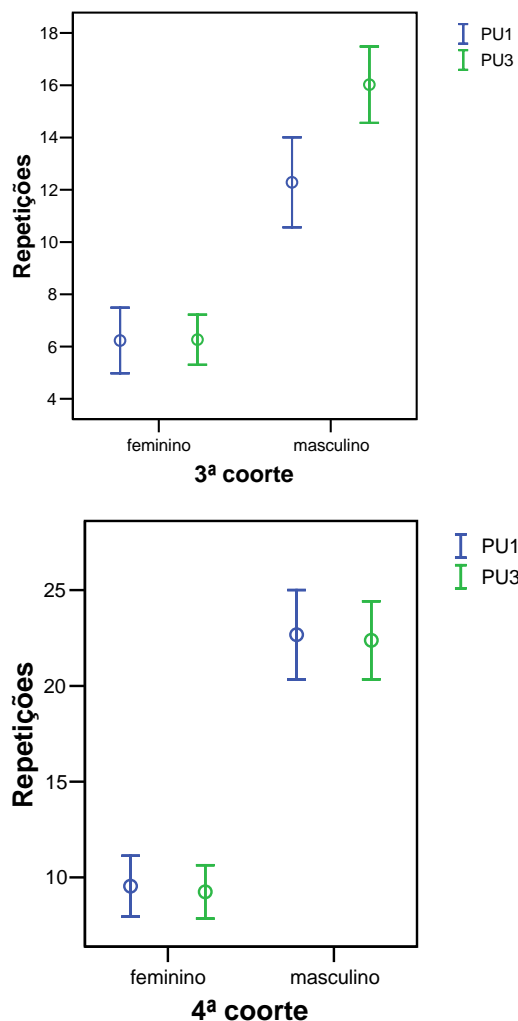 18
16
14
12
10
8
6
4
Repetições
feminino
masculino
3ª coorte
PU1
PU3
25
20
15
10
Repetições
feminino
masculino
4ª coorte
PU1
PU3